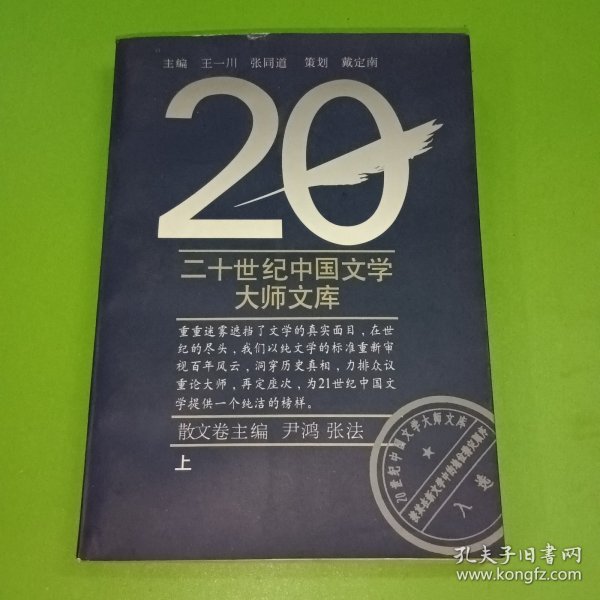 主编 王一川 张同道 策划 戴定南
20
二十世纪中国文学
大师文库
重重迷雾遮挡了文学的真实面目，在世
纪的尽头，我们以纯文学的标准重新审
视百年风云，洞穿历史真相，力排众议
重论大师，再定座次，为21世纪中国文
学提供一个纯洁的榜样。
散文卷主编 尹鸿 张法
上
20世纪中国文学大师文库
入选
孔夫子旧书网
www.kongfz.com